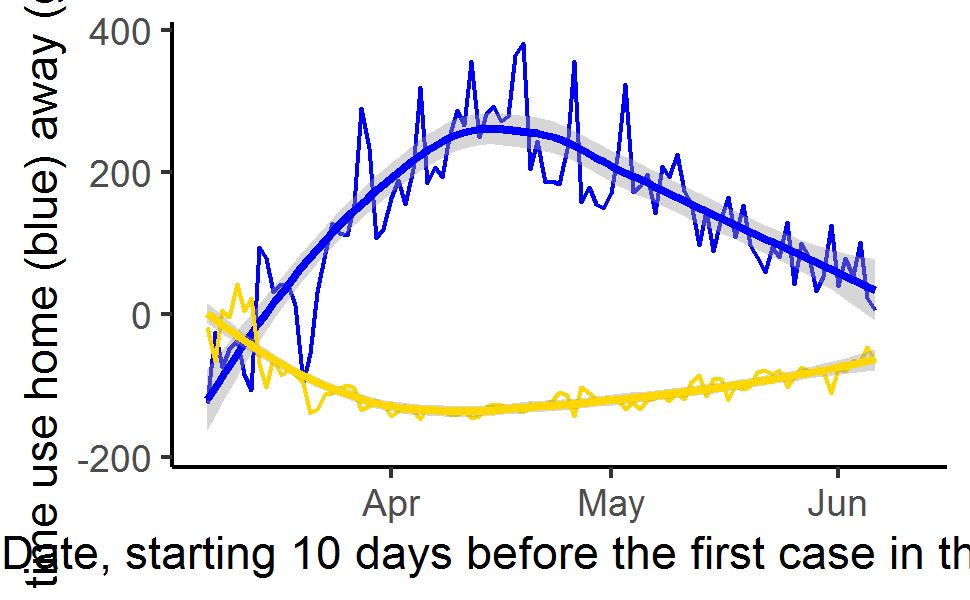 time use home (blue) away (
400
200
0
-200
Apr May Jun
Date, starting 10 days before the first case in th